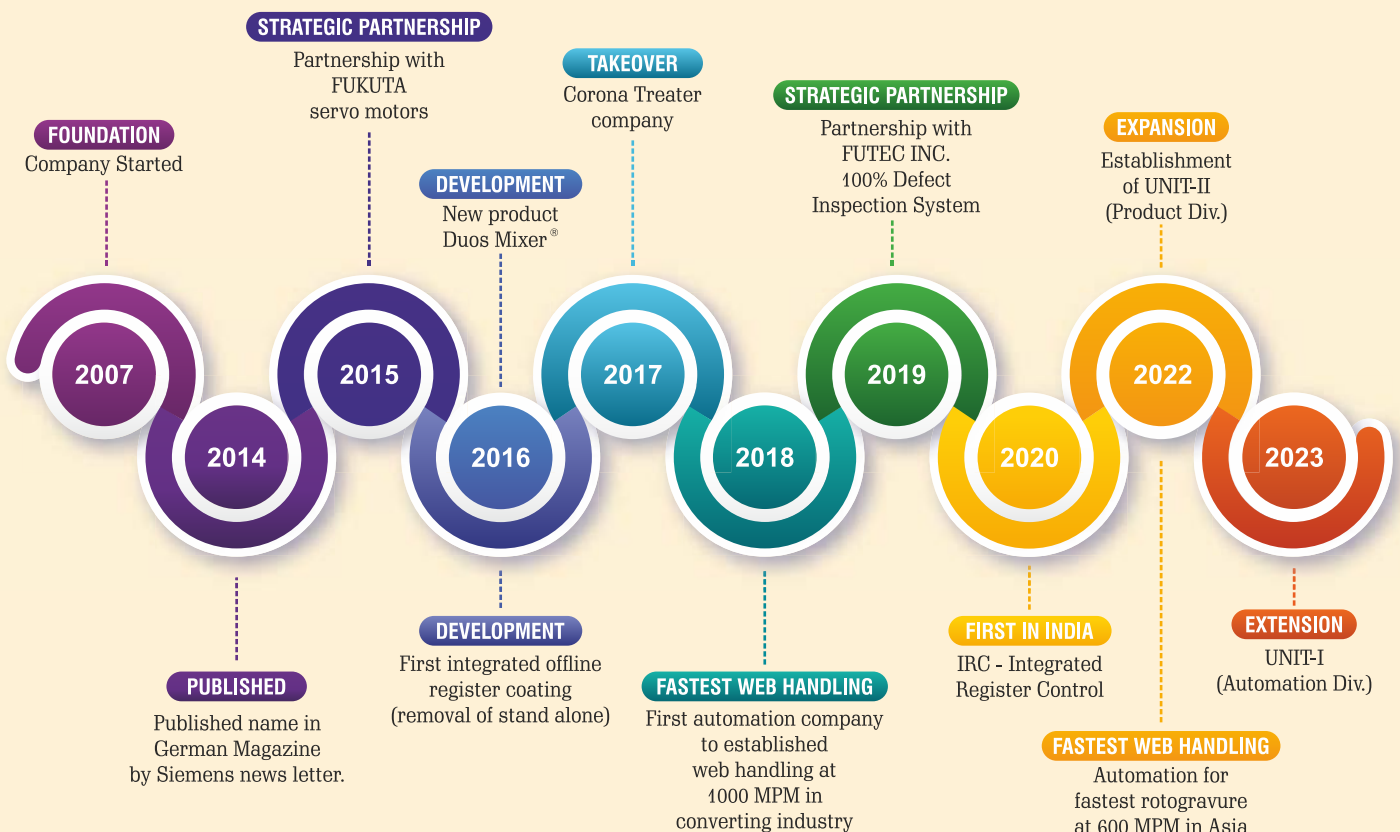 FOUNDATION
Company Started
2007
2014
PUBLISHED
Published name in
German Magazine
by Siemens news letter.
STRATEGIC PARTNERSHIP
Partnership with
FUKUTA
servo motors
2015
DEVELOPMENT
New product
Duos Mixer®
2016
DEVELOPMENT
First integrated offline
register coating
(removal of stand alone)
TAKEOVER
Corona Treater
company
2017
2018
FASTEST WEB HANDLING
First automation company
to established
web handling at
1000 MPM in
converting industry
STRATEGIC PARTNERSHIP
Partnership with
FUTEC INC.
100% Defect
Inspection System
2019
2020
FIRST IN INDIA
IRC - Integrated
Register Control
EXPANSION
Establishment
of UNIT-II
(Product Div.)
2022
FASTEST WEB HANDLING
Automation for
fastest rotogravure
at 600 MPM in Asia
2023
EXTENSION
UNIT-I
(Automation Div.)